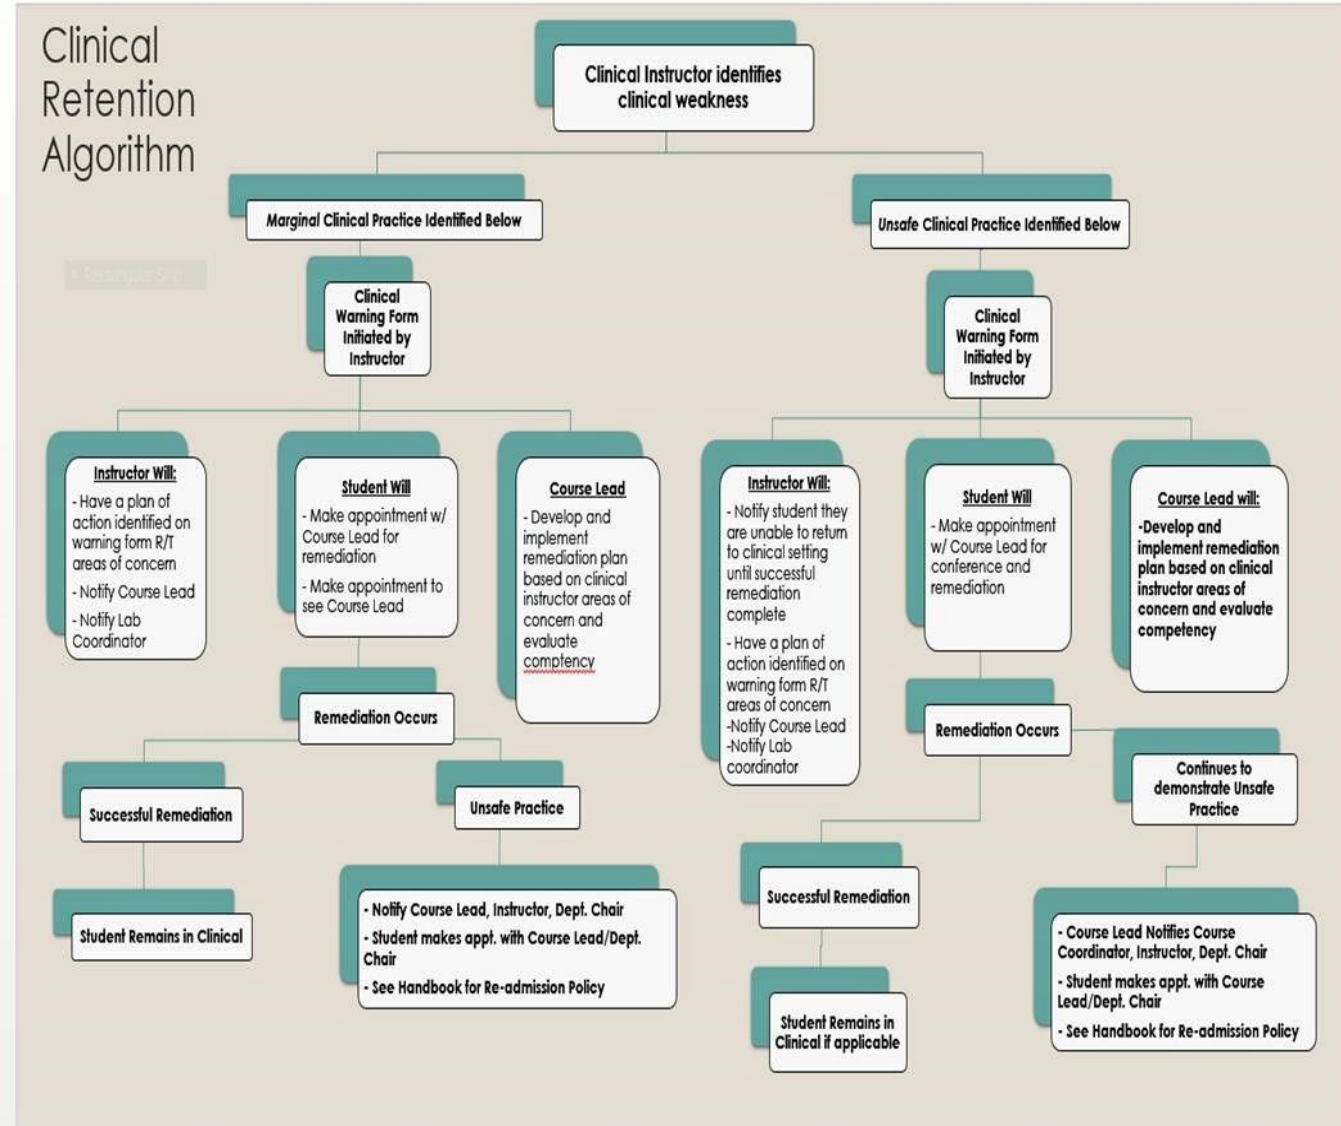 Clinical
Retention
Algorithm
Clinical Instructor identifies
clinical weakness
Marginal Clinical Practice Identified Below
Clinical
Warning Form
Initiated by
Instructor
Instructor Will:
- Have a plan of
action identified on
warning form R/T
areas of concern
- Notify Course Lead
- Notify Lab
Coordinator
Student Will
- Make appointment w/
Course Lead for
remediation
- Make appointment to
see Course Lead
Course Lead
- Develop and
implement
remediation plan
based on clinical
instructor areas of
concern and
evaluate
comptency
Remediation Occurs
Successful Remediation
Student Remains in Clinical
Unsafe Practice
- Notify Course Lead, Instructor, Dept. Chair
- Student makes appt. with Course Lead/Dept.
Chair
- See Handbook for Re-admission Policy
Unsafe Clinical Practice Identified Below
Clinical
Warning Form
Initiated by
Instructor
Instructor Will:
- Notify student they
are unable to return
to clinical setting
until successful
remediation
complete
- Have a plan of
action identified on
warning form R/T
areas of concern
-Notify Course Lead
-Notify Lab
coordinator
Student Will
- Make appointment
w/ Course Lead for
conference and
remediation
Course Lead will:
-Develop and
implement remediation
plan based on clinical
instructor areas of
concern and evaluate
competency
Remediation Occurs
Successful Remediation
Student Remains in
Clinical if applicable
Continues to
demonstrate Unsafe
Practice
- Course Lead Notifies Course
Coordinator, Instructor, Dept. Chair
- Student makes appt. with Course
Lead/Dept. Chair
- See Handbook for Re-admission Policy